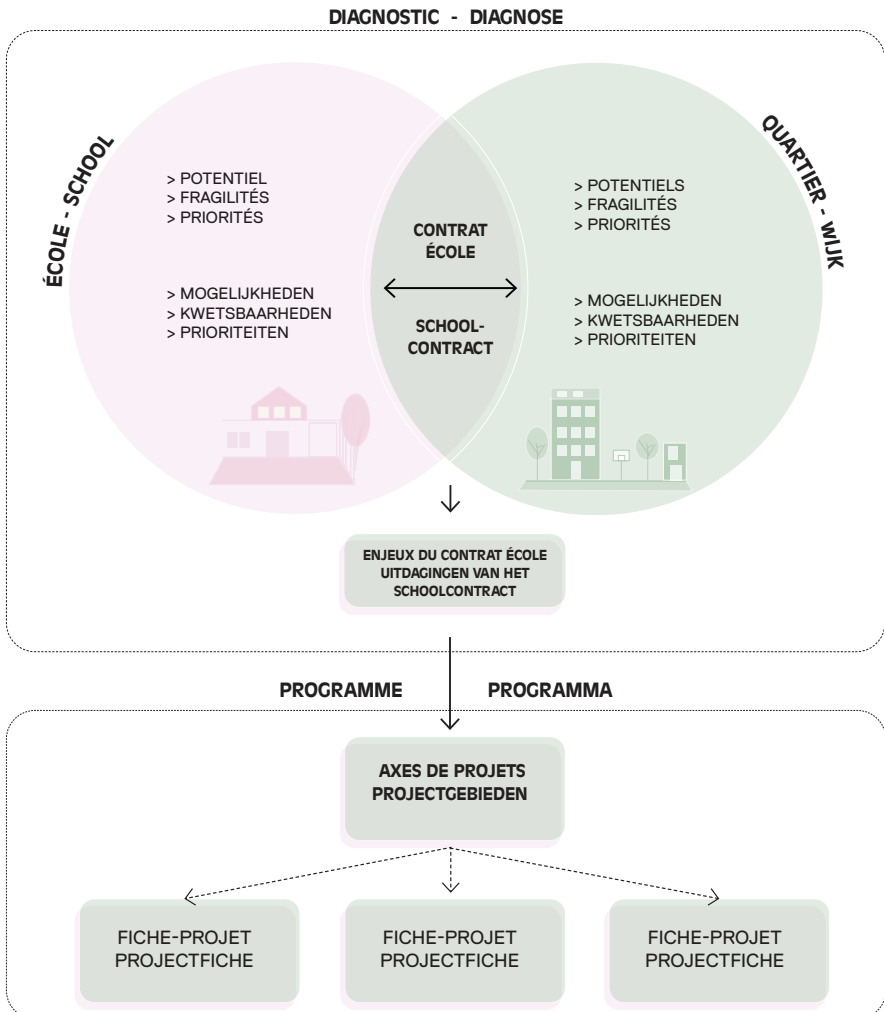 DIAGNOSTIC - DIAGNOSE
ÉCOLE - SCHOOL
> POTENTIEL
> FRAGILITÉS
> PRIORITÉS
> MOGELIJKHEDEN
> KWETSBAARHEDEN
> PRIORITEITEN
CONTRAT
ÉCOLE
SCHOOL-
CONTRACT
QUARTIER - WIJK
> POTENTIELS
> FRAGILITÉS
> PRIORITÉS
> MOGELIJKHEDEN
> KWETSBAARHEDEN
> PRIORITEITEN
ENJEUX DU CONTRAT ÉCOLE
UITDAGINGEN VAN HET
SCHOOLCONTRACT
PROGRAMME PROGRAMMA
AXES DE PROJETS
PROJECTGEBIEDEN
FICHE-PROJET
PROJECTFICHE
FICHE-PROJET
PROJECTFICHE
FICHE-PROJET
PROJECTFICHE